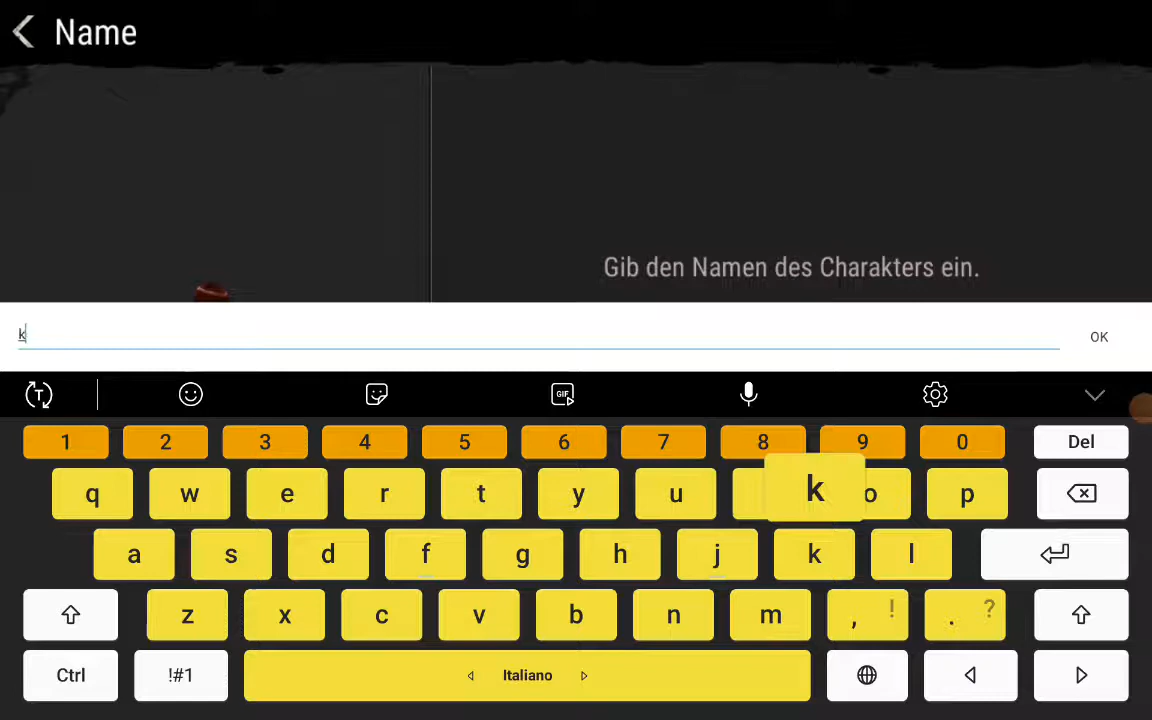 Name
Gib den Namen des Charakters ein.
k
OK
T
GIF
1 2 3 4 5 6 7 8 9 0 Del
q w e r t y u k o p
a s d f g h j k l
z x c v b n m , ! . ?
Ctrl !#1 Italiano